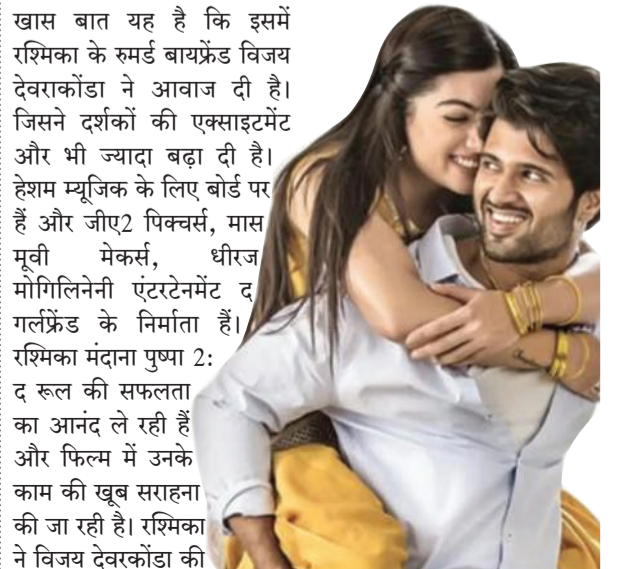 खास बात यह है कि इसमें
रश्मिका के रुमर्ड बायफ्रेंड विजय
देवराकोंडा ने आवाज दी है।
जिसने दर्शकों की एक्साइटमेंट
और भी ज्यादा बढ़ा दी है।
हेशम म्यूजिक के लिए बोर्ड पर
हैं और जीए2 पिक्चर्स, मास
मूवी मेकर्स, धीरज
मोगिलिनेनी एंटरटेनमेंट द
गर्लफ्रेंड के निर्माता हैं।
रश्मिका मंदाना पुष्पा 2:
द रूल की सफलता
का आनंद ले रही हैं
और फिल्म में उनके
काम की खूब सराहना
की जा रही है। रश्मिका
ने विजय देवरकोंडा की